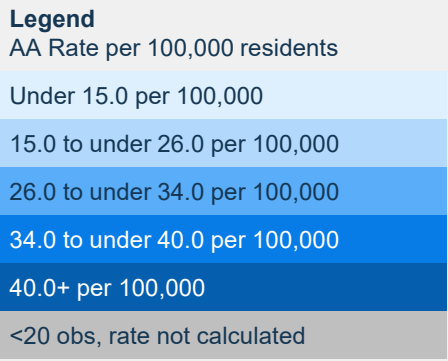 Legend
AA Rate per 100,000 residents
Under 15.0 per 100,000
15.0 to under 26.0 per 100,000
26.0 to under 34.0 per 100,000
34.0 to under 40.0 per 100,000
40.0+ per 100,000
<20 obs, rate not calculated